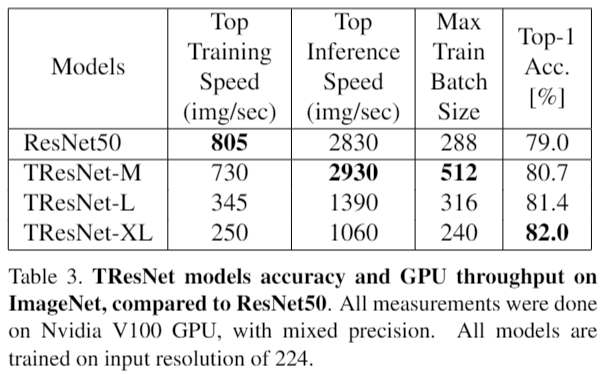 Models
Top Training Speed (img/sec)
Top Inference Speed (img/sec)
Max Train Batch Size
Top-1 Acc. [%]
ResNet50 805 2830 288 79.0
TResNet-M 730 2930 512 80.7
TResNet-L 345 1390 316 81.4
TResNet-XL 250 1060 240 82.0
Table 3. TResNet models accuracy and GPU throughput on
ImageNet, compared to ResNet50. All measurements were done
on Nvidia V100 GPU, with mixed precision. All models are
trained on input resolution of 224.